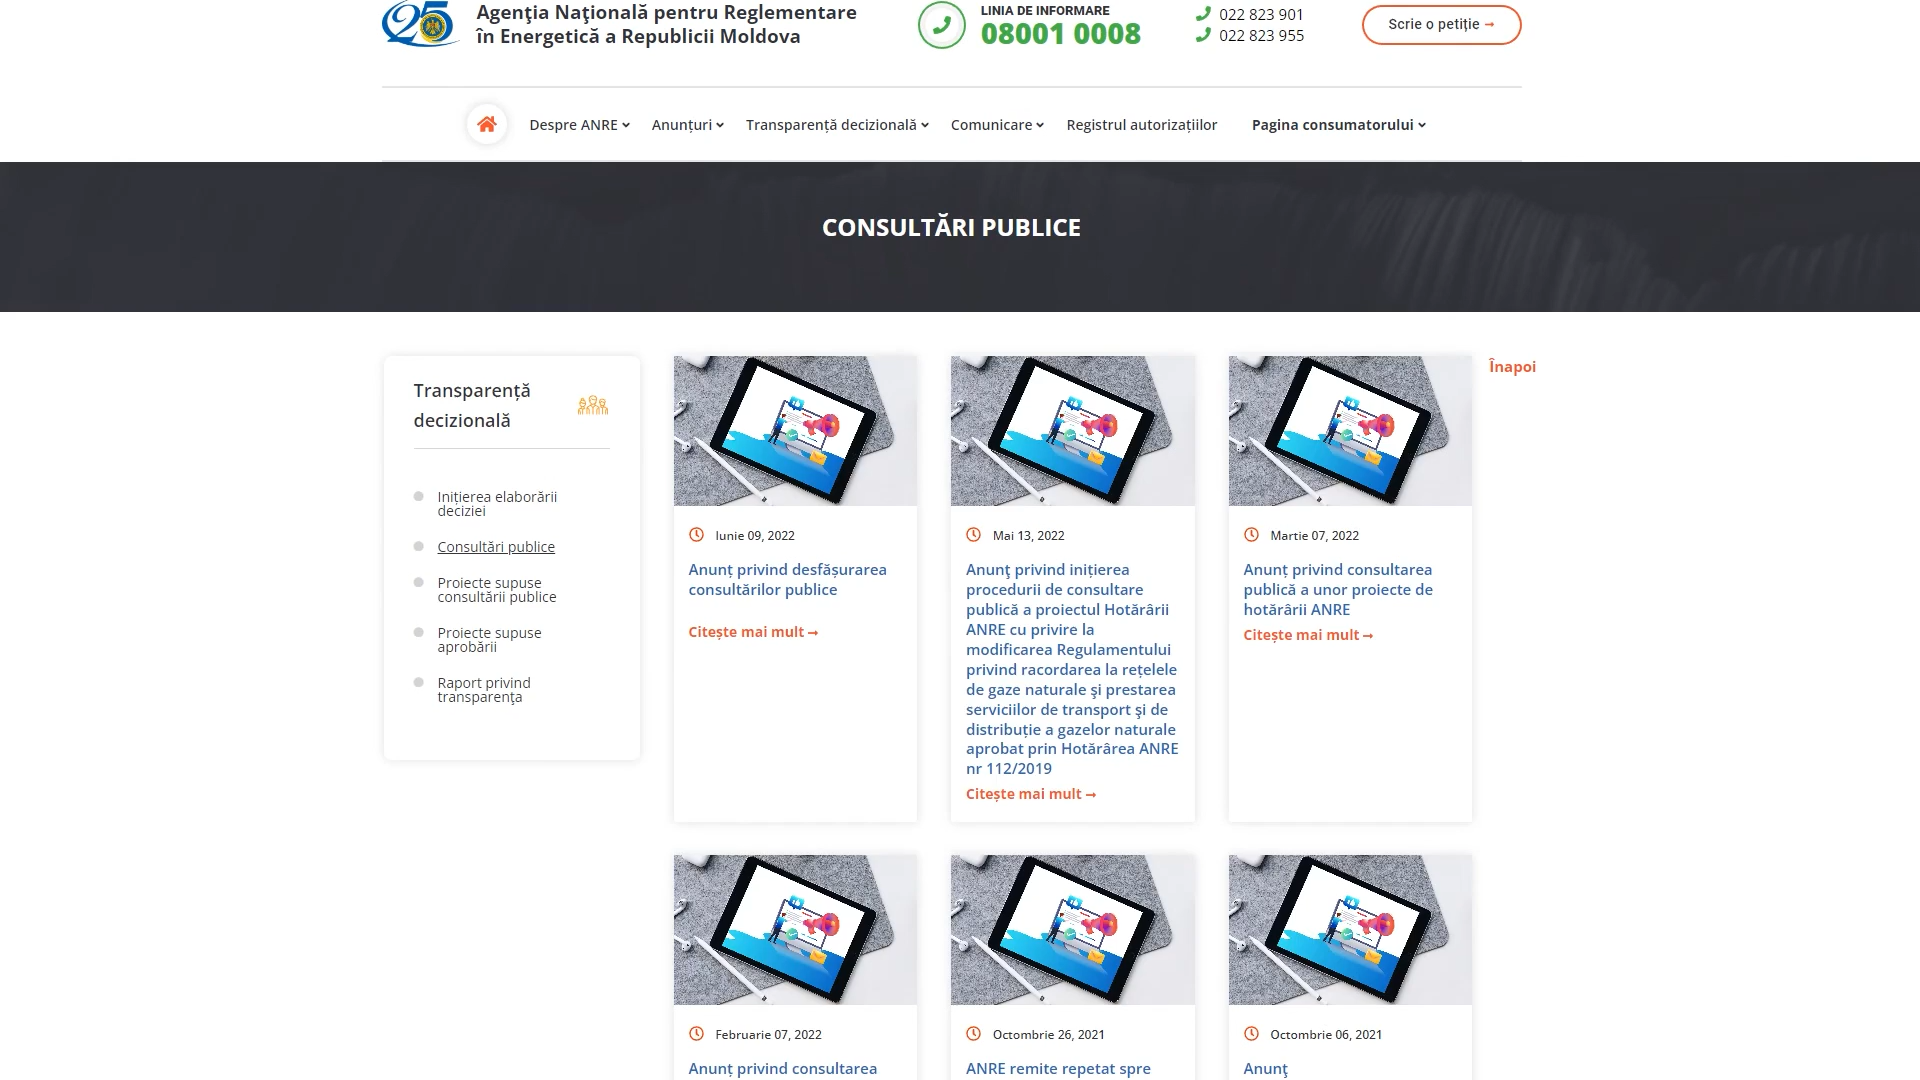 25
Agenţia Naţională pentru Reglementare
în Energetică a Republicii Moldova
LINIA DE INFORMARE
08001 0008
022 823 901
022 823 955
Scrie o petiție ➞
Despre ANRE
Anunțuri
Transparență decizională
Comunicare
Registrul autorizațiilor
Pagina consumatorului
CONSULTĂRI PUBLICE
Transparență
decizională
Inițierea elaborării
deciziei
Consultări publice
Proiecte supuse
consultării publice
Proiecte supuse
aprobării
Raport privind
transparenţa
Iunie 09, 2022
Anunț privind desfășurarea
consultărilor publice
Citește mai mult ➞
Mai 13, 2022
Anunţ privind inițierea
procedurii de consultare
publică a proiectul Hotărârii
ANRE cu privire la
modificarea Regulamentului
privind racordarea la rețelele
de gaze naturale şi prestarea
serviciilor de transport şi de
distribuție a gazelor naturale
aprobat prin Hotărârea ANRE
nr 112/2019
Citește mai mult ➞
Martie 07, 2022
Anunț privind consultarea
publică a unor proiecte de
hotărârii ANRE
Citește mai mult ➞
Înapoi
Februarie 07, 2022
Anunț privind consultarea
Octombrie 26, 2021
ANRE remite repetat spre
Octombrie 06, 2021
Anunţ